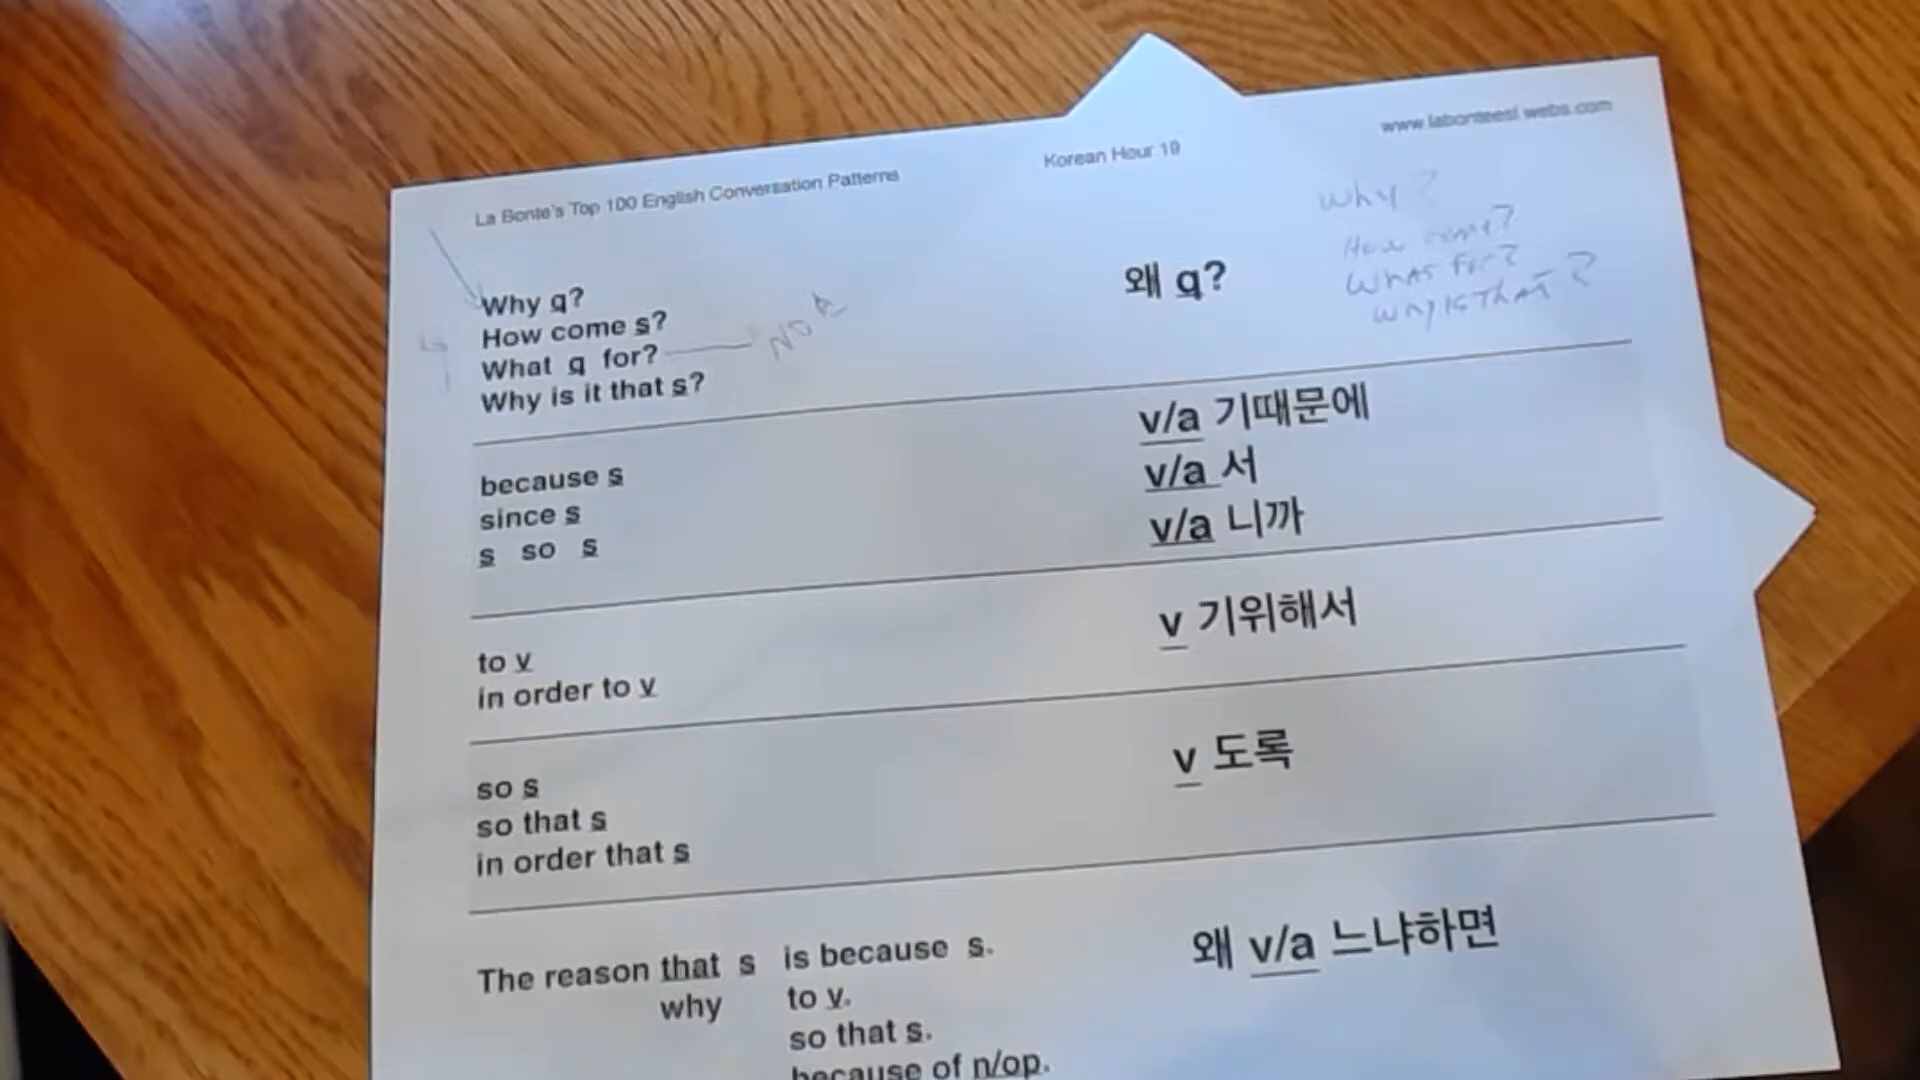 La Bonte's Top 100 English Conversation Patterns
Korean Hour 19
www.labonteesl.webs.com
Why q?
How come s?
What q for?
Why is it that s?
왜 q?
Why?
How come?
What for?
Why is that?
because s
since s
s so s
v/a 기때문에
v/a 서
v/a 니까
to v
in order to v
v 기위해서
so s
so that s
in order that s
v 도록
The reason that s is because s.
why to v.
so that s.
because of n/op.
왜 v/a 느냐하면